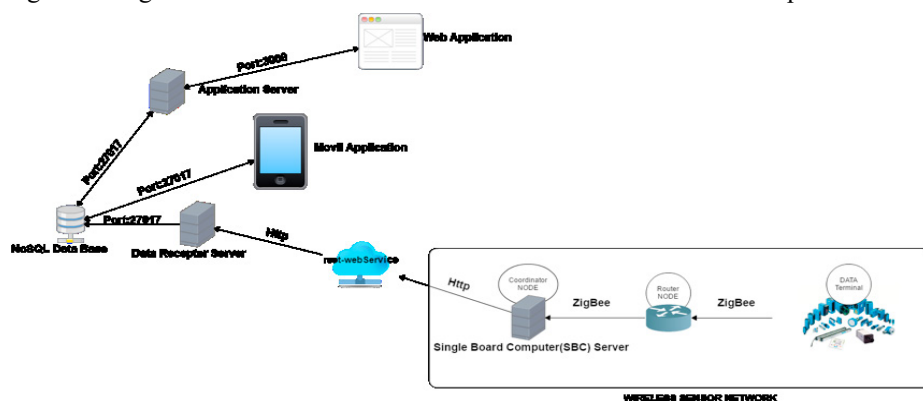 Web Application
Port:3000
Application Server
Port:27017
Movil Application
Port:27017
Port:27017
NoSQL Data Base
Data Receptor Server
Http
rest-webService
Http
Coordinator
NODE
ZigBee
Router
NODE
ZigBee
DATA
Terminal
Single Board Computer(SBC) Server
WIRELESS SENSOR NETWORK